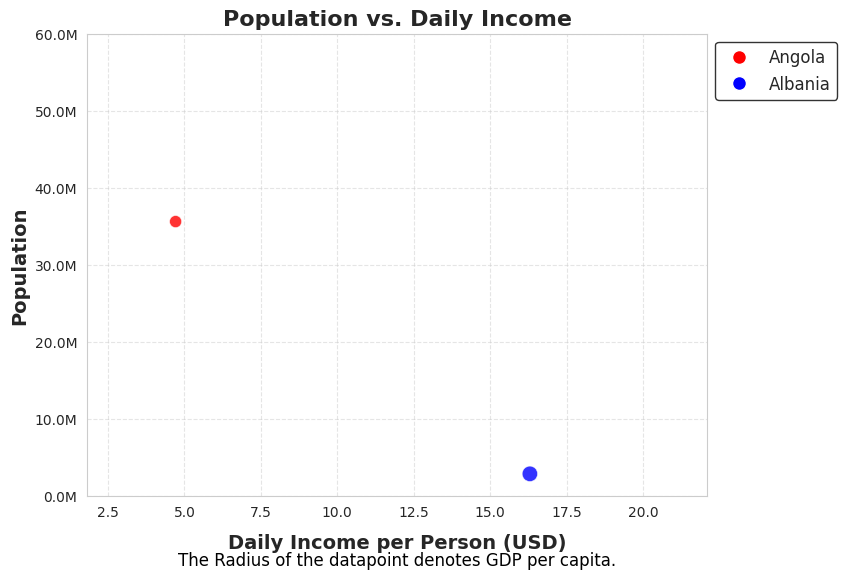 Population vs. Daily Income
Angola
Albania
60.0M
50.0M
40.0M
30.0M
20.0M
10.0M
0.0M
Population
2.5 5.0 7.5 10.0 12.5 15.0 17.5 20.0
Daily Income per Person (USD)
The Radius of the datapoint denotes GDP per capita.